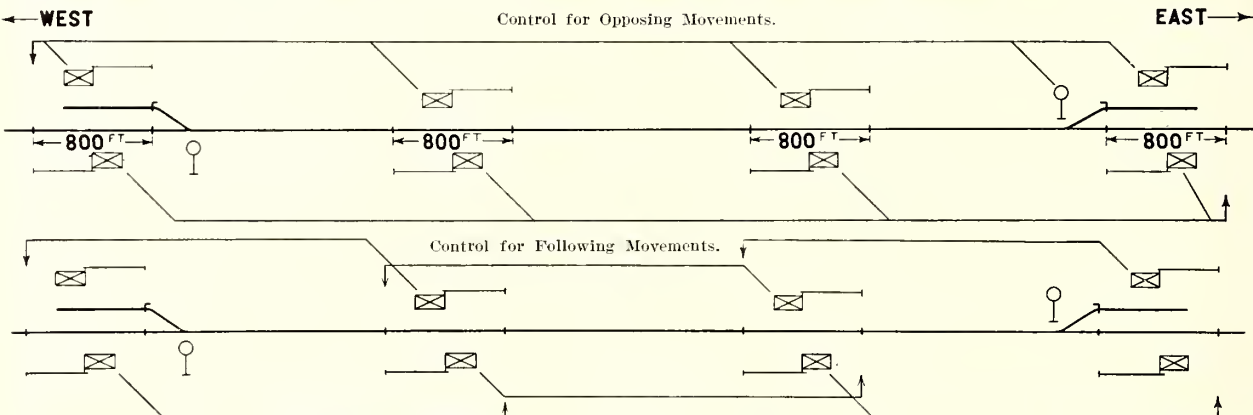 WEST
Control for Opposing Movements.
EAST
800 FT
800 FT
800 FT
800 FT
Control for Following Movements.